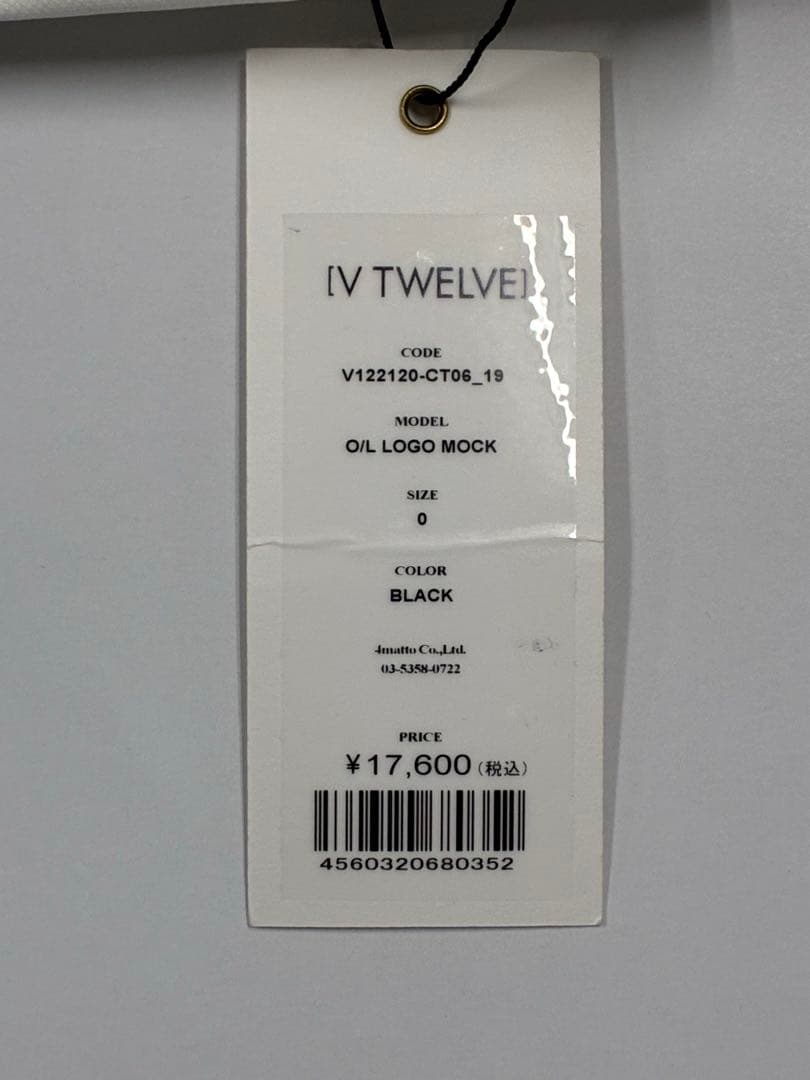 [V TWELVE]
CODE
V122120-CT06_19
MODEL
O/L LOGO MOCK
SIZE
0
COLOR
BLACK
4matto Co.,Ltd.
03-5358-0722
PRICE
¥17,600(税込)
4560320680352